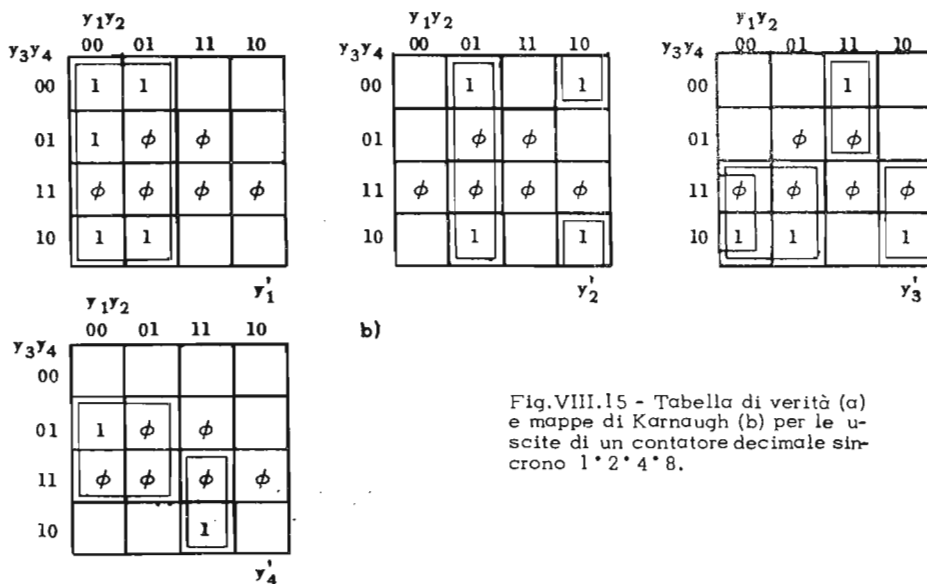 y1y2 y1y2 y1y2
y3y4 00 01 11 10 y3y4 00 01 11 10 y3y4 00 01 11 10
00 1 1 00 1 1 00 1
01 1 ϕ ϕ 01 ϕ ϕ 01 ϕ ϕ
11 ϕ ϕ ϕ ϕ 11 ϕ ϕ ϕ ϕ 11 ϕ ϕ ϕ ϕ
10 1 1 10 1 1 10 1 1 1
y'1 y'2 y'3
y1y2
00 01 11 10 b)
y3y4
00
01 1 ϕ ϕ
11 ϕ ϕ ϕ ϕ
10 1
y'4
Fig.VIII.15 - Tabella di verità (a)
e mappe di Karnaugh (b) per le u-
scite di un contatore decimale sin-
crono 1·2·4·8.